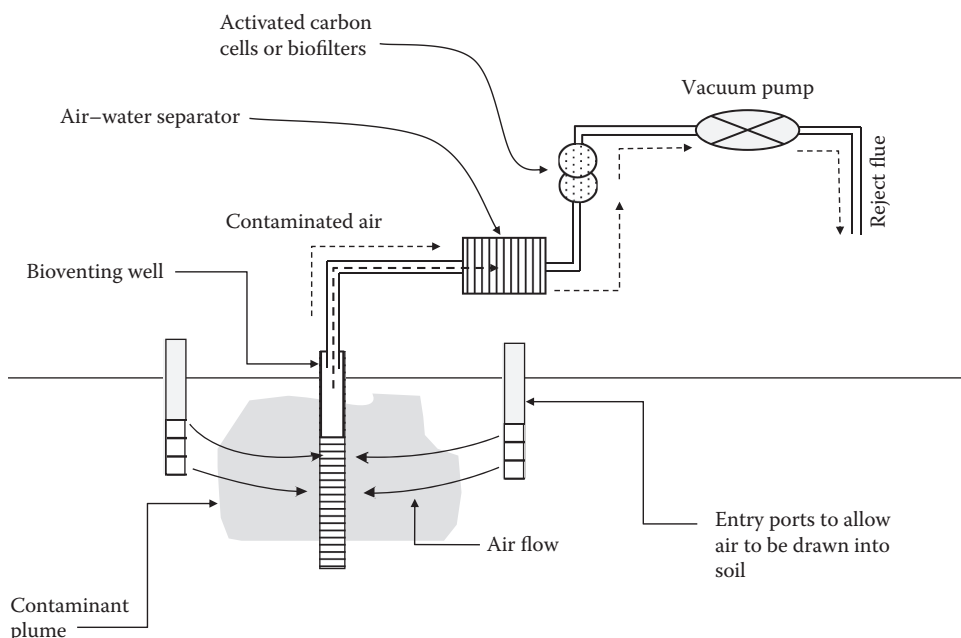 Activated carbon
cells or biofilters
Vacuum pump
Air–water separator
Reject flue
Contaminated air
Bioventing well
Entry ports to allow
air to be drawn into
soil
Air flow
Contaminant
plume